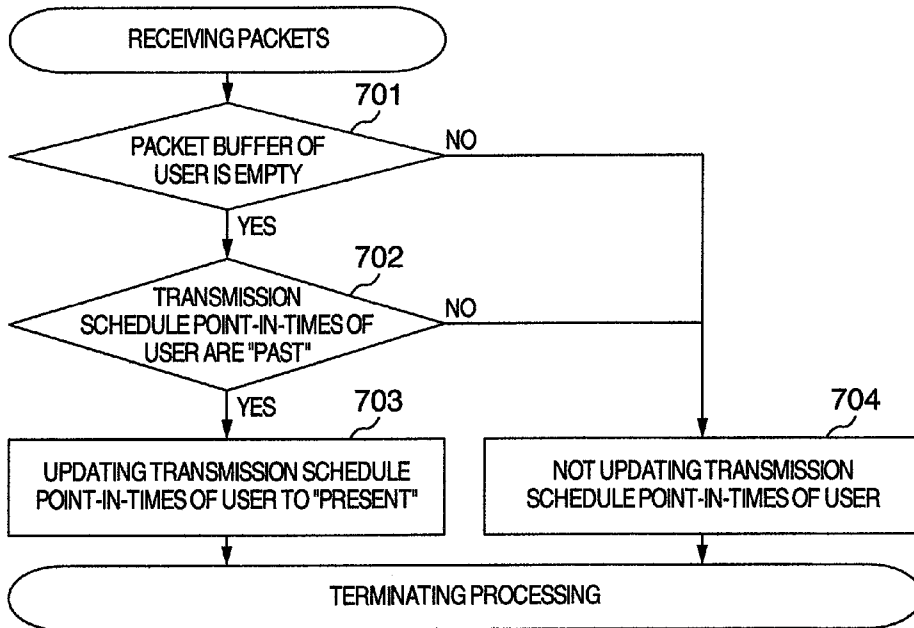 RECEIVING PACKETS
701
PACKET BUFFER OF
USER IS EMPTY
NO
YES
702
TRANSMISSION
SCHEDULE POINT-IN-TIMES OF
USER ARE "PAST"
NO
YES
703
UPDATING TRANSMISSION SCHEDULE
POINT-IN-TIMES OF USER TO "PRESENT"
704
NOT UPDATING TRANSMISSION
SCHEDULE POINT-IN-TIMES OF USER
TERMINATING PROCESSING